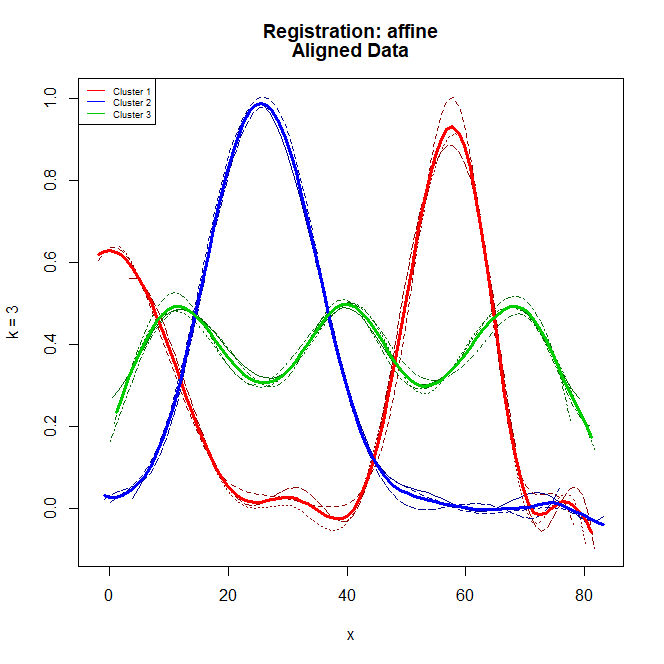 Registration: affine
Aligned Data
Cluster 1
Cluster 2
Cluster 3
k = 3
1.0
0.8
0.6
0.4
0.2
0.0
0 20 40 60 80
x